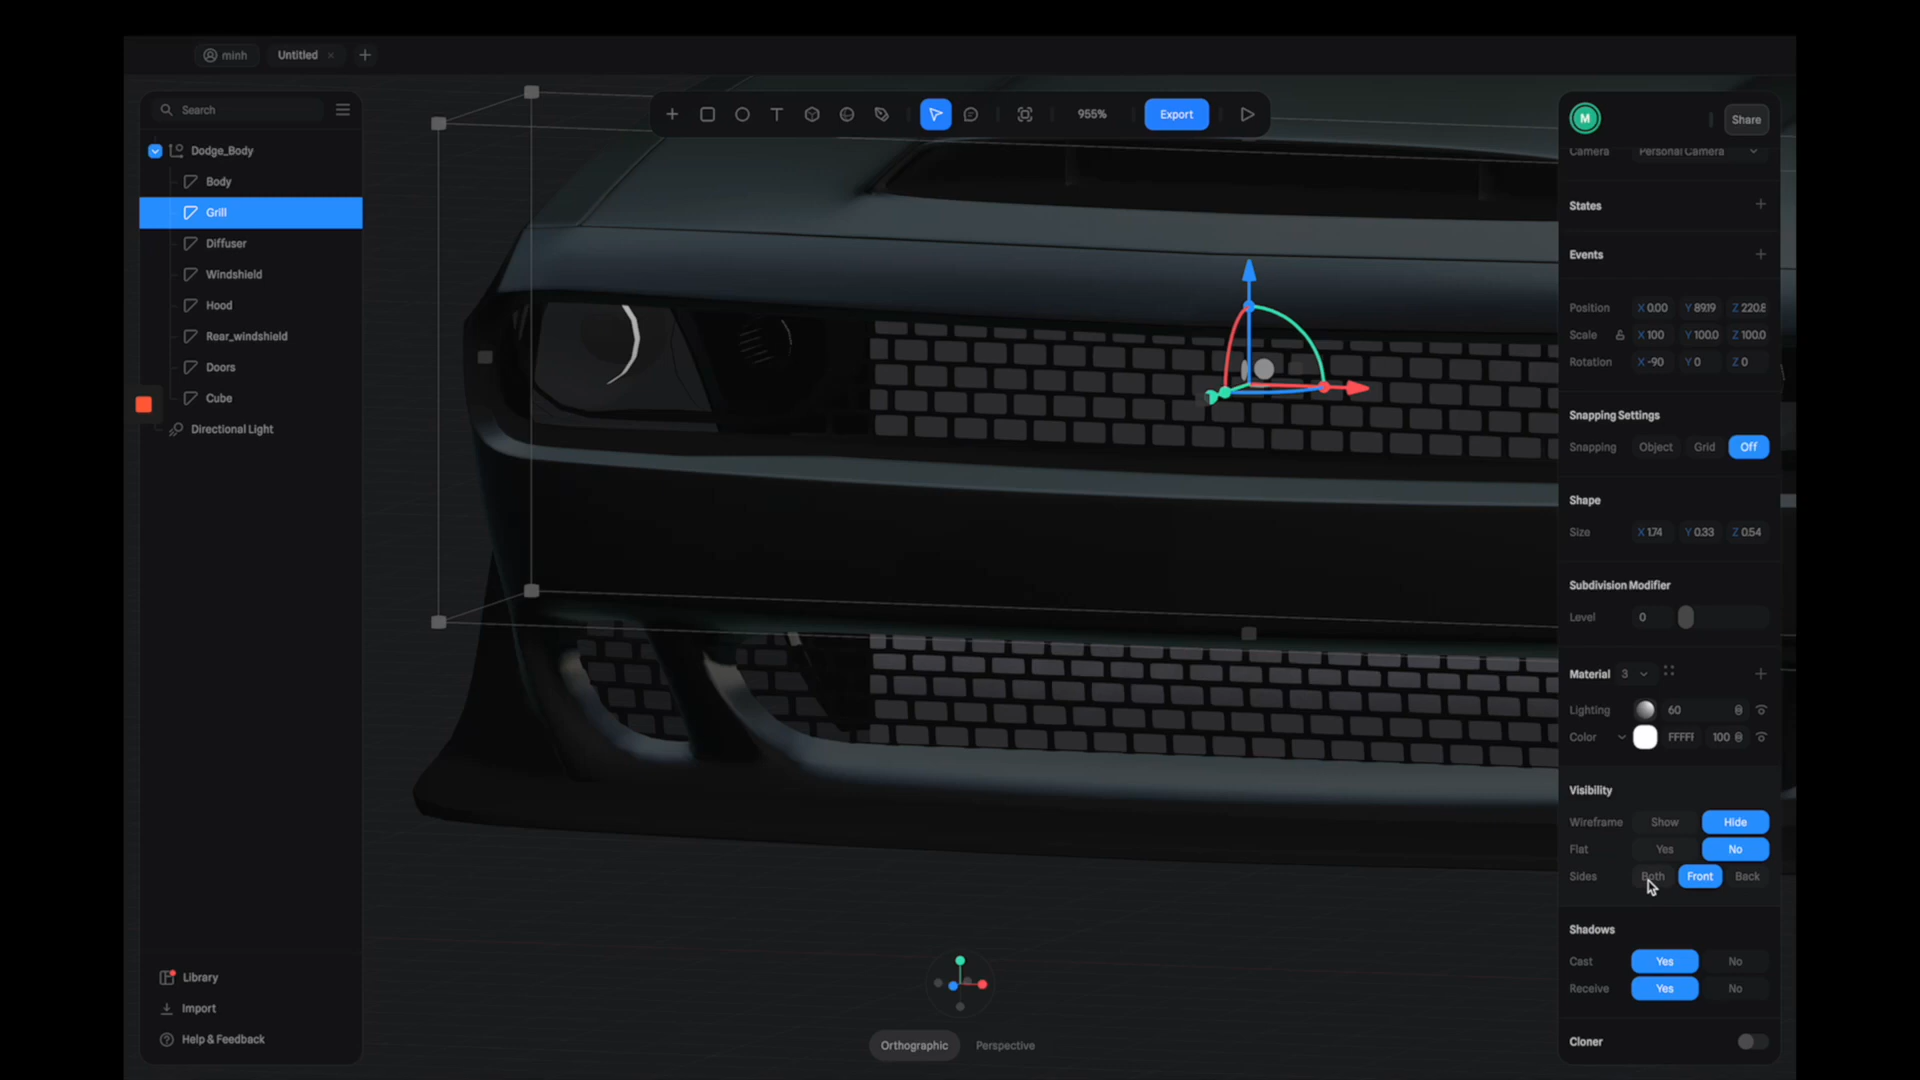 minh
Untitled
Search
955%
Export
M
Share
Camera Personal Camera
Dodge_Body
Body
Grill
Diffuser
Windshield
Hood
Rear_windshield
Doors
Cube
Directional Light
Library
Import
Help & Feedback
Orthographic Perspective
States
Events
Position X 0.00 Y 89.19 Z 220.8
Scale X 100 Y 100.0 Z 100.0
Rotation X -90 Y 0 Z 0
Snapping Settings
Snapping Object Grid Off
Shape
Size X 1.74 Y 0.33 Z 0.54
Subdivision Modifier
Level 0
Material 3
Lighting 60
Color FFFFF 100
Visibility
Wireframe Show Hide
Flat Yes No
Sides Both Front Back
Shadows
Cast Yes No
Receive Yes No
Cloner